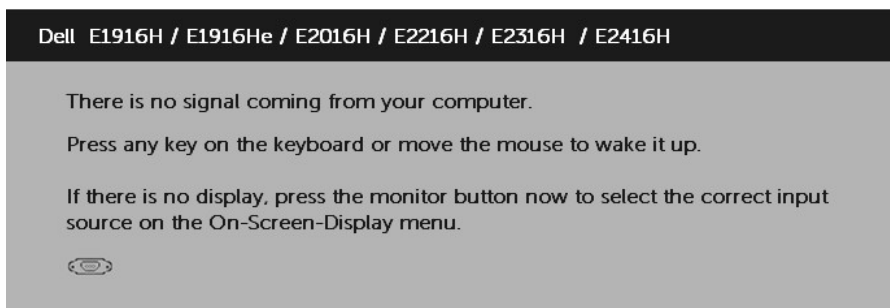 Dell E1916H / E1916He / E2016H / E2216H / E2316H / E2416H
There is no signal coming from your computer.
Press any key on the keyboard or move the mouse to wake it up.
If there is no display, press the monitor button now to select the correct input
source on the On-Screen-Display menu.